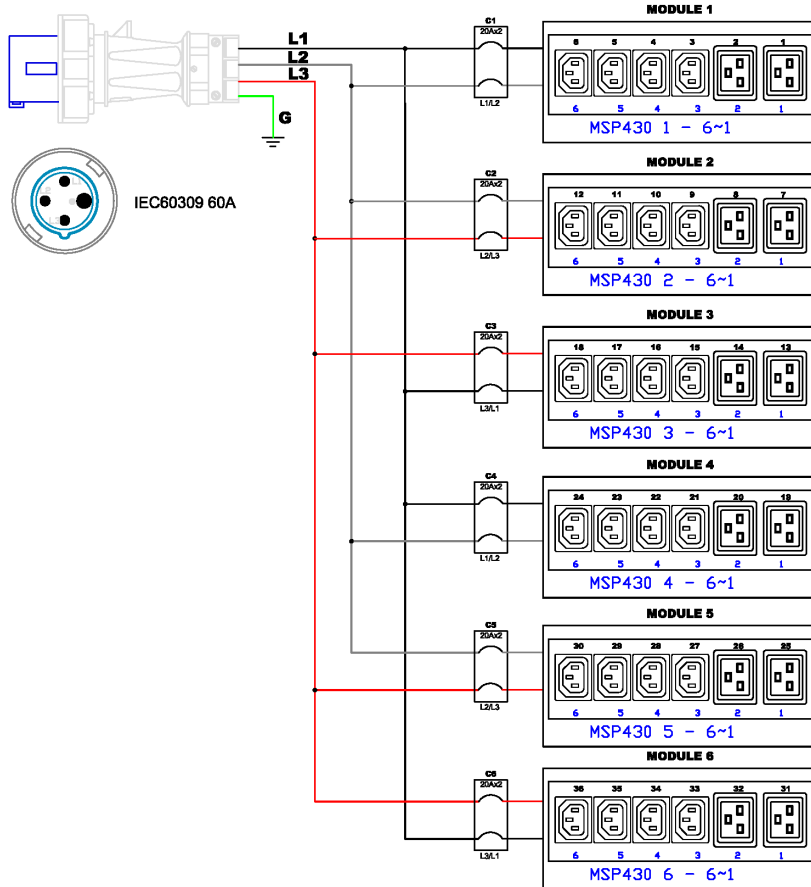 L1
L2
L3
G
IEC60309 60A
MODULE 1
C1
20Ax2
L1/L2
6 5 4 3 2 1
6 5 4 3 2 1
MSP430 1 - 6~1
MODULE 2
C2
20Ax2
L2/L3
12 11 10 9 8 7
6 5 4 3 2 1
MSP430 2 - 6~1
MODULE 3
C3
20Ax2
L3/L1
18 17 16 15 14 13
6 5 4 3 2 1
MSP430 3 - 6~1
MODULE 4
C4
20Ax2
L1/L2
24 23 22 21 20 19
6 5 4 3 2 1
MSP430 4 - 6~1
MODULE 5
C5
20Ax2
L2/L3
30 29 28 27 26 25
6 5 4 3 2 1
MSP430 5 - 6~1
MODULE 6
C6
20Ax2
L3/L1
36 35 34 33 32 31
6 5 4 3 2 1
MSP430 6 - 6~1